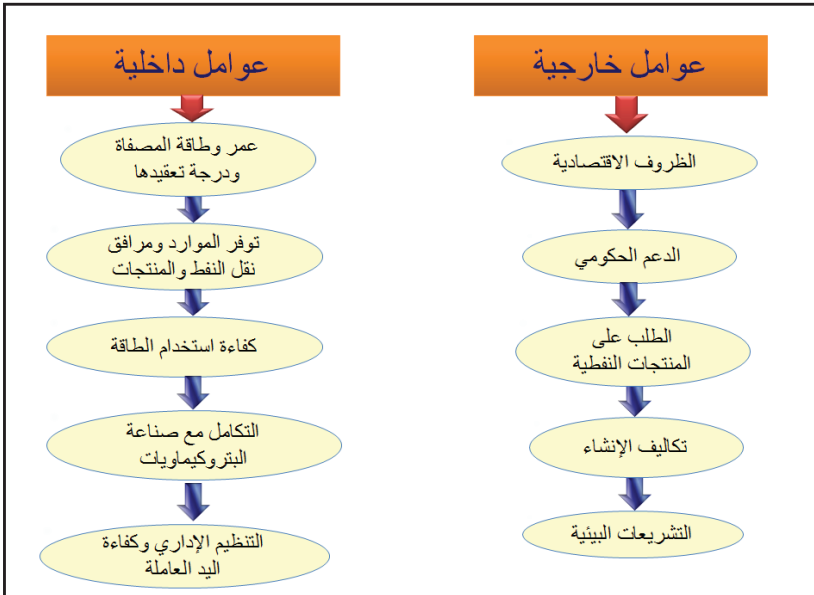 عوامل خارجية
الظروف الاقتصادية
الدعم الحكومي
الطلب على
المنتجات النفطية
تكاليف الإنشاء
التشريعات البيئية
عوامل داخلية
عمر وطاقة المصفاة
ودرجة تعقيدها
توفر الموارد ومرافق
نقل النفط والمنتجات
كفاءة استخدام الطاقة
التكامل مع صناعة
البتروكيماويات
التنظيم الإداري وكفاءة
اليد العاملة